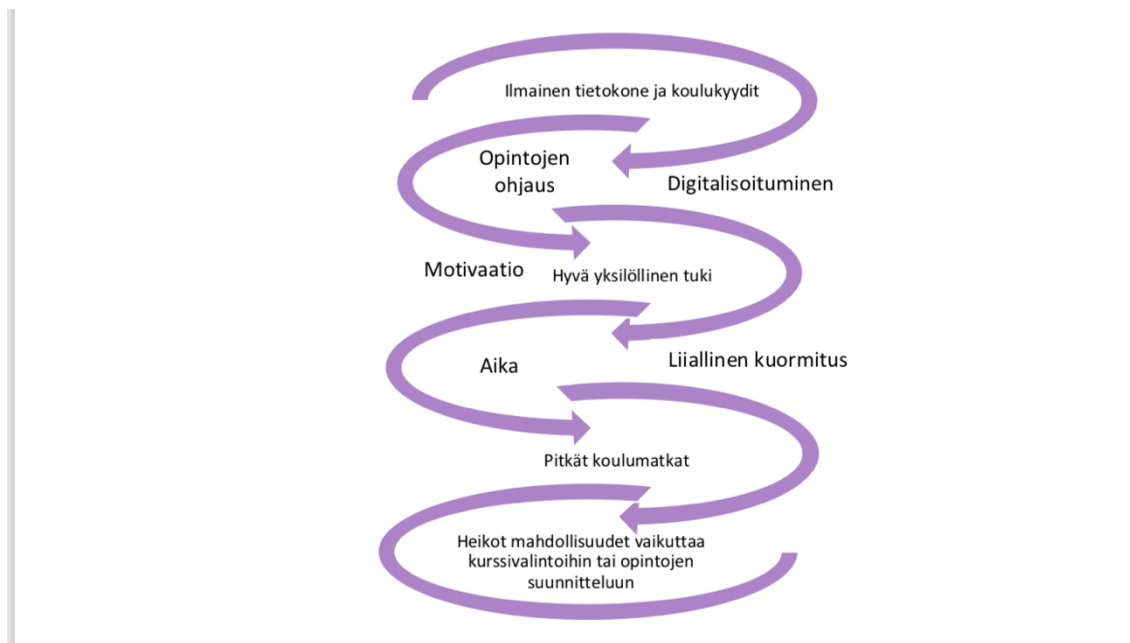 Ilmainen tietokone ja koulukyydit
Opintojen
ohjaus
Digitalisoituminen
Motivaatio
Hyvä yksilöllinen tuki
Aika
Liiallinen kuormitus
Pitkät koulumatkat
Heikot mahdollisuudet vaikuttaa
kurssivalintoihin tai opintojen
suunnitteluun